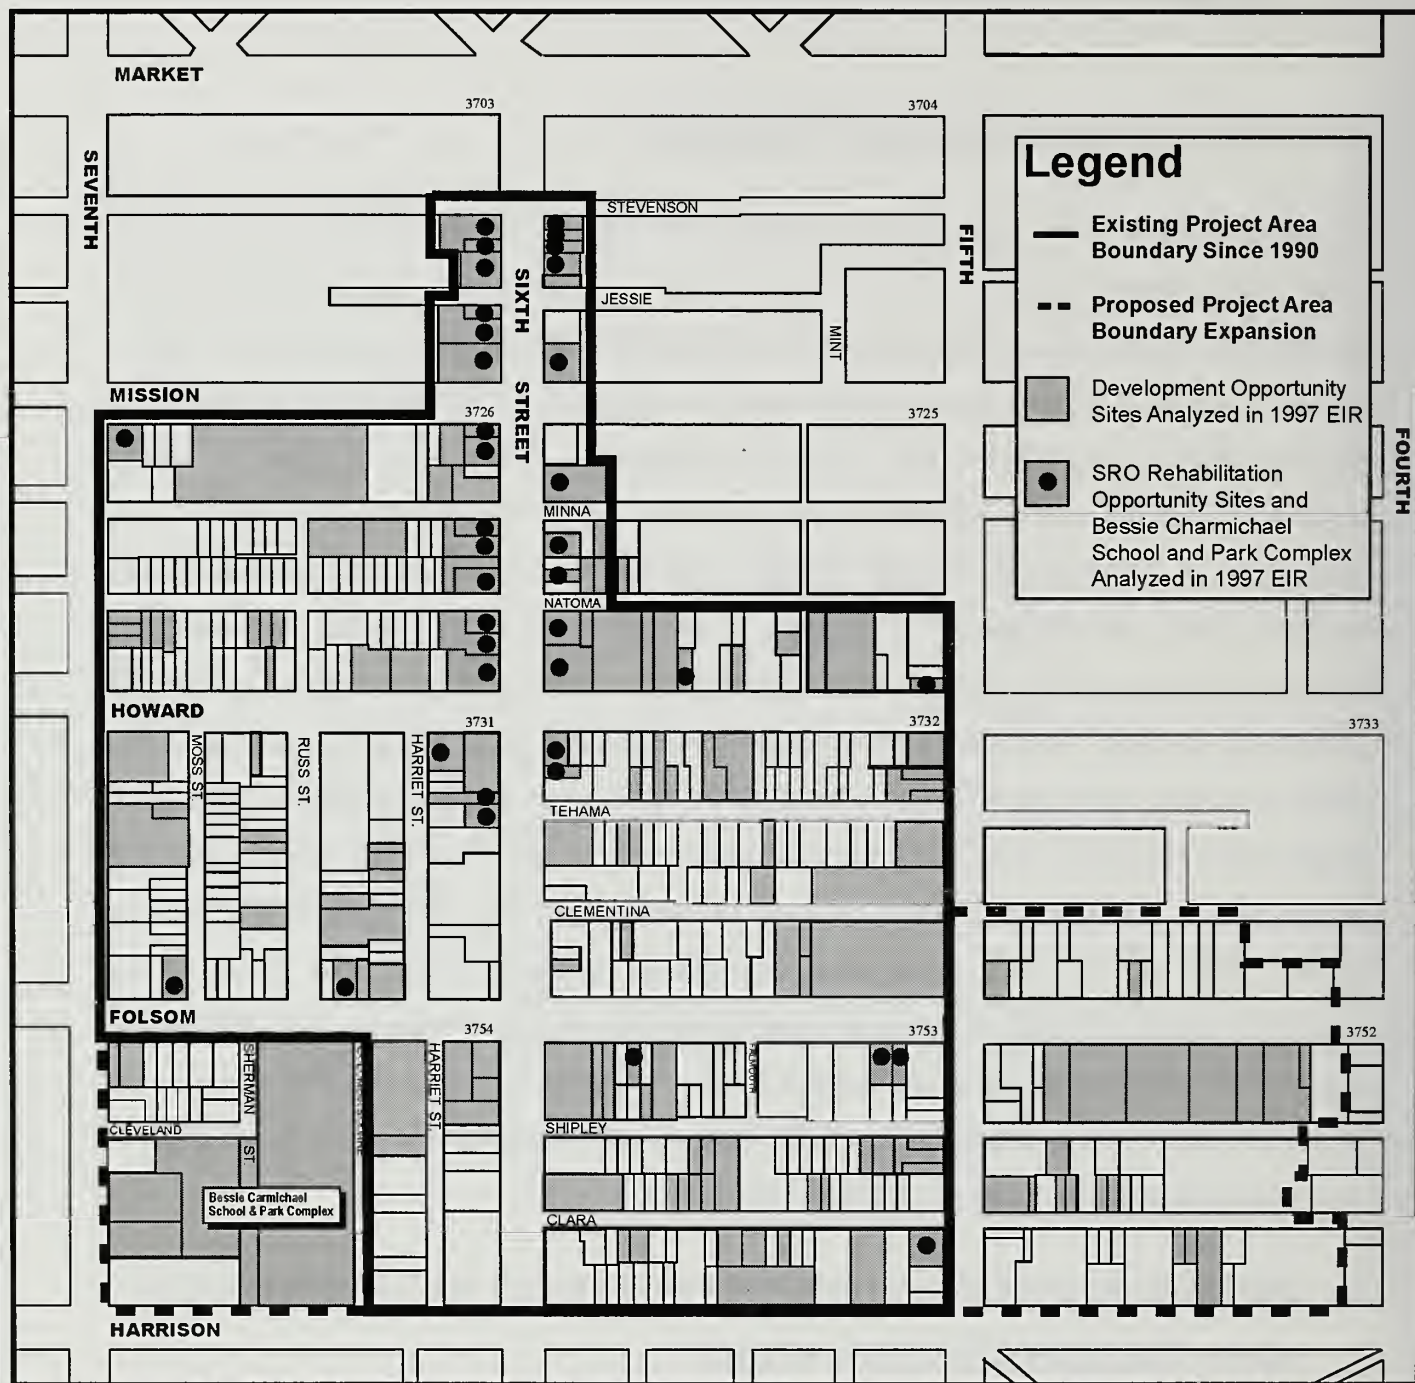 MARKET
3703
3704
SEVENTH
Legend
Existing Project Area
Boundary Since 1990
Proposed Project Area
Boundary Expansion
Development Opportunity
Sites Analyzed in 1997 EIR
SRO Rehabilitation
Opportunity Sites and
Bessie Charmichael
School and Park Complex
Analyzed in 1997 EIR
STEVENSON
FIFTH
SIXTH
STREET
JESSIE
MINT
MISSION
3726
3725
FOURTH
MINNA
NATOMA
HOWARD
3731
3732
3733
MOSS ST.
RUSS ST.
HARRIET ST.
TEHAMA
CLEMENTINA
FOLSOM
3754
3753
3752
SHERMAN
ST.
HARRIET ST.
CLEVELAND
SHIPLEY
Bessie Carmichael
School & Park Complex
CLARA
HARRISON